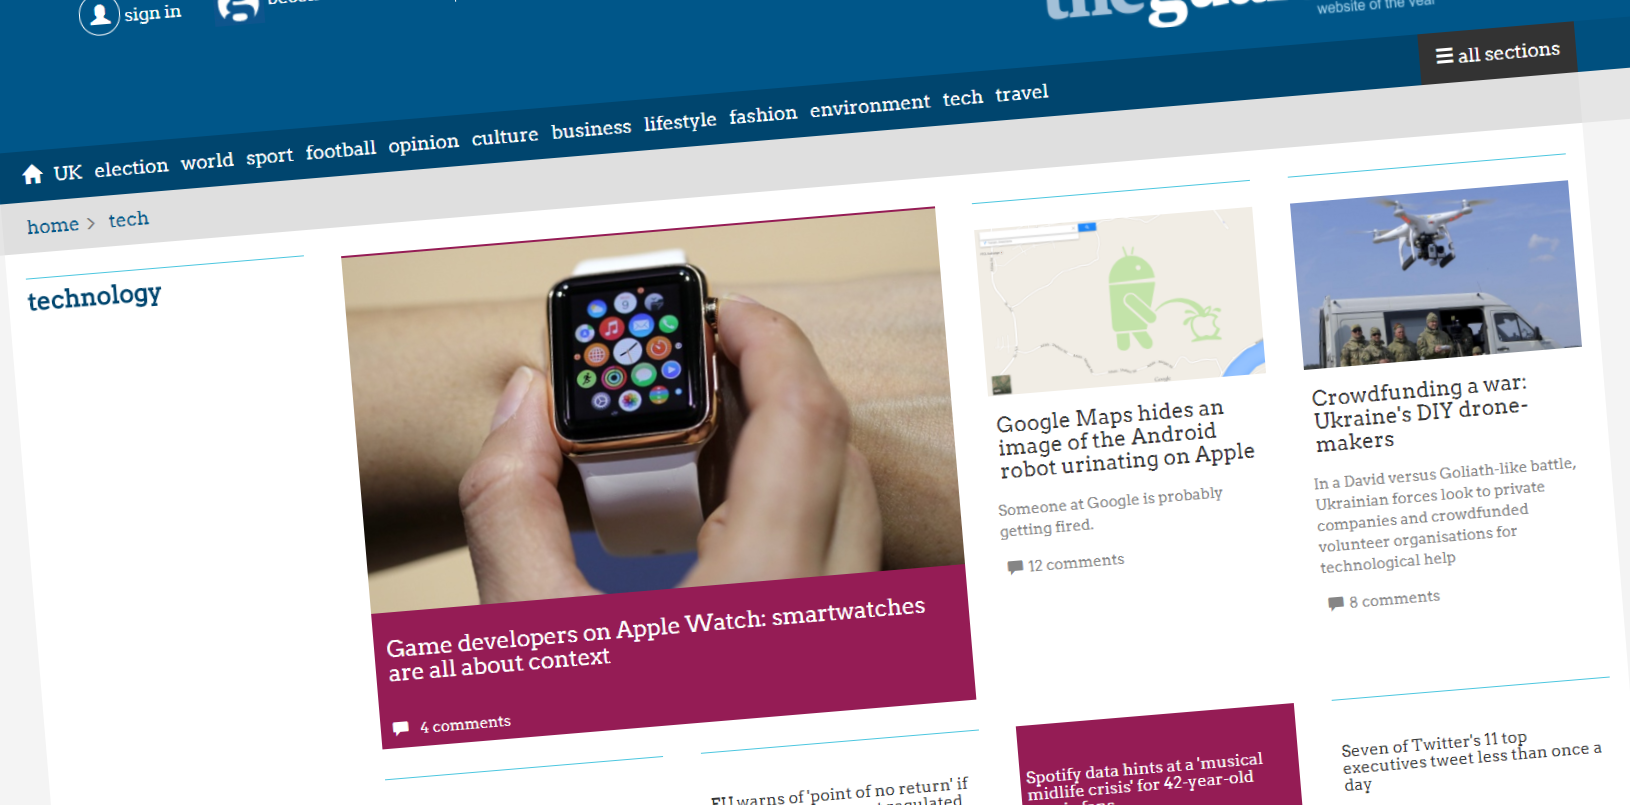 sign in
website of the year
all sections
UK election world sport football opinion culture business lifestyle fashion environment tech travel
home > tech
technology
Game developers on Apple Watch: smartwatches
are all about context
4 comments
Google Maps hides an
image of the Android
robot urinating on Apple
Someone at Google is probably
getting fired.
12 comments
Crowdfunding a war:
Ukraine's DIY drone-
makers
In a David versus Goliath-like battle,
Ukrainian forces look to private
companies and crowdfunded
volunteer organisations for
technological help
8 comments
EU warns of 'point of no return' if
regulated
Spotify data hints at a 'musical
midlife crisis' for 42-year-old
Seven of Twitter's 11 top
executives tweet less than once a
day